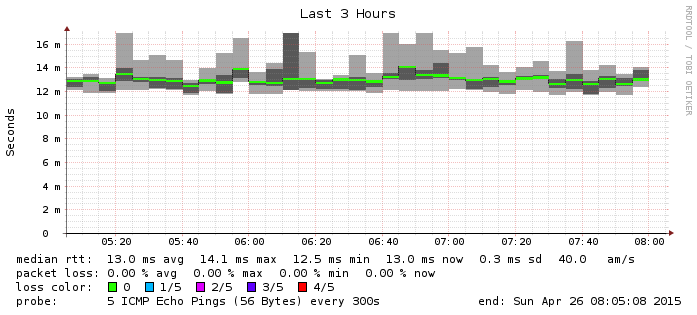 Last 3 Hours
RRDTOOL / TOBI OETIKER
Seconds
16 m
14 m
12 m
10 m
8 m
6 m
4 m
2 m
0
05:20 05:40 06:00 06:20 06:40 07:00 07:20 07:40 08:00
median rtt: 13.0 ms avg 14.1 ms max 12.5 ms min 13.0 ms now 0.3 ms sd 40.0 am/s
packet loss: 0.00 % avg 0.00 % max 0.00 % min 0.00 % now
loss color: 0 1/5 2/5 3/5 4/5
probe: 5 ICMP Echo Pings (56 Bytes) every 300s end: Sun Apr 26 08:05:08 2015